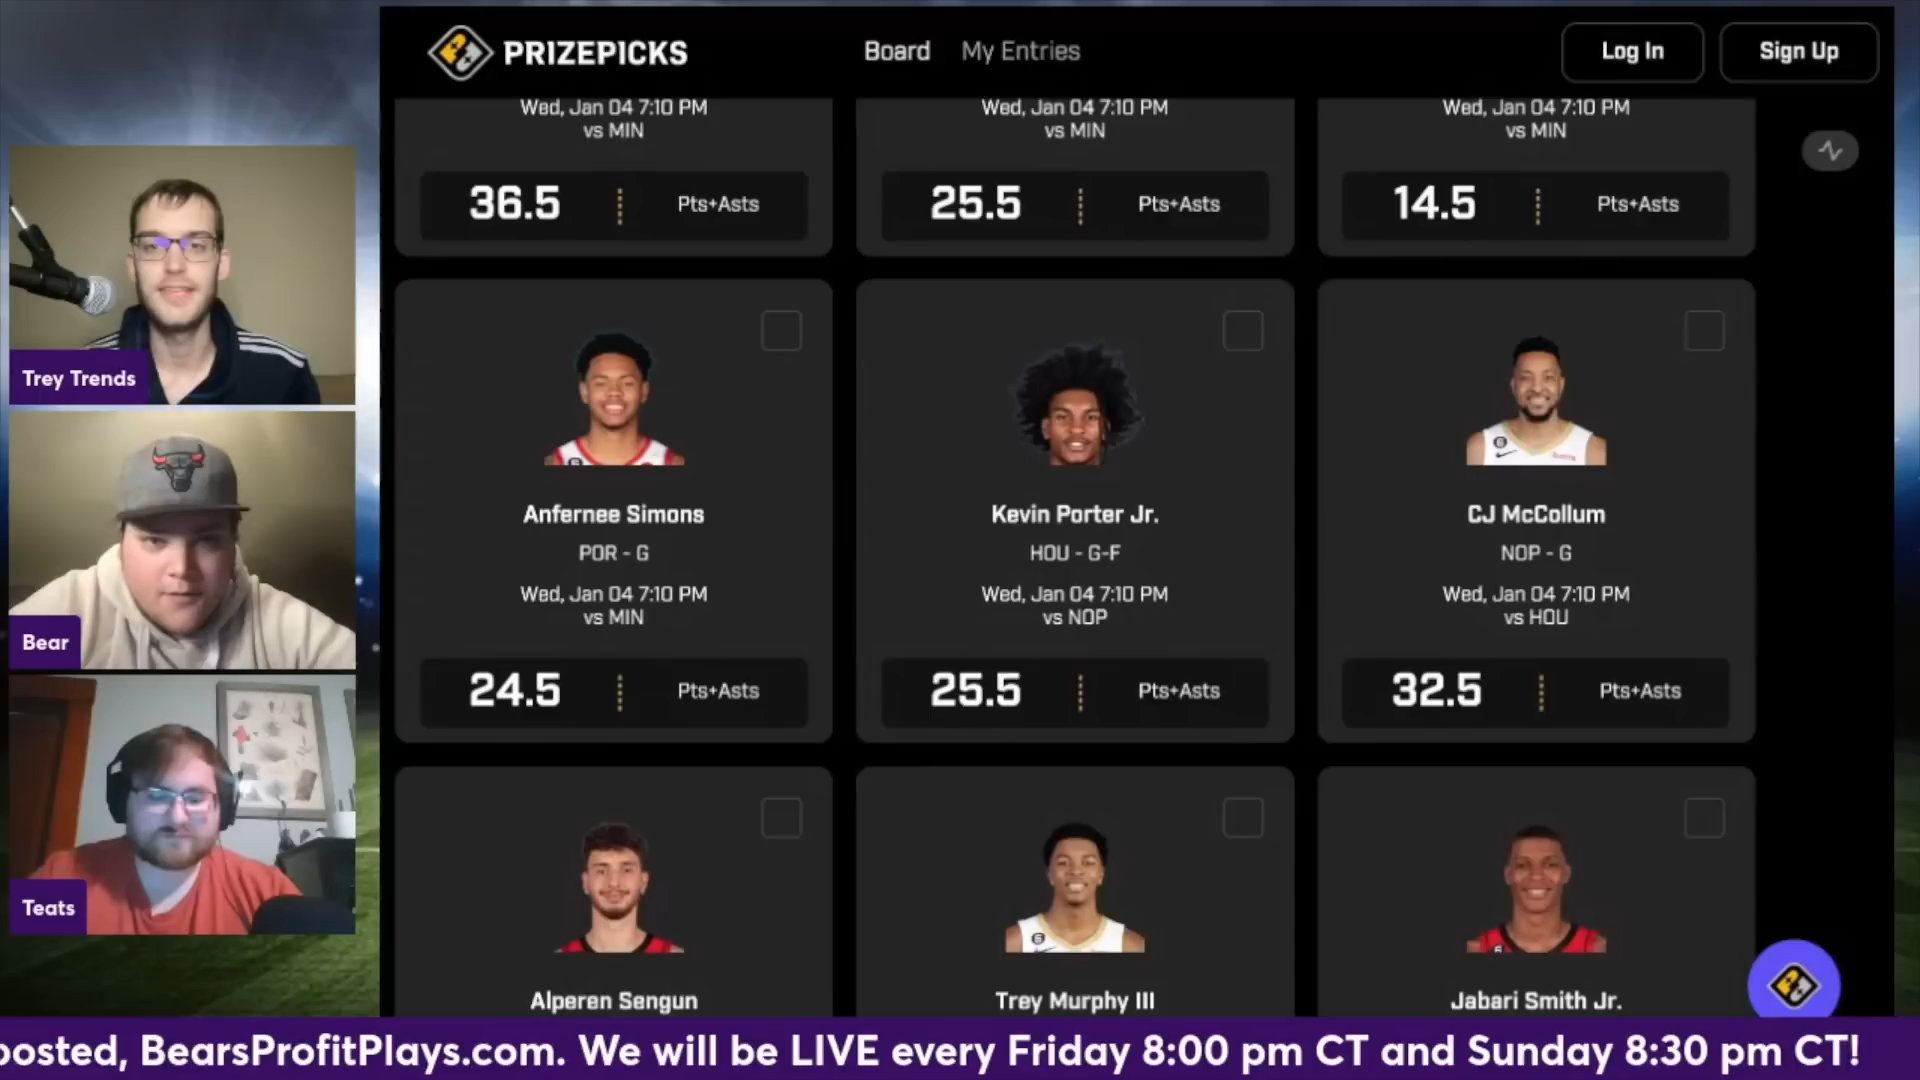 PRIZEPICKS
Board
My Entries
Log In
Sign Up
Wed, Jan 04 7:10 PM
vs MIN
36.5
Pts+Asts
Wed, Jan 04 7:10 PM
vs MIN
25.5
Pts+Asts
Wed, Jan 04 7:10 PM
vs MIN
14.5
Pts+Asts
Anfernee Simons
POR - G
Wed, Jan 04 7:10 PM
vs MIN
24.5
Pts+Asts
Kevin Porter Jr.
HOU - G-F
Wed, Jan 04 7:10 PM
vs NOP
25.5
Pts+Asts
CJ McCollum
NOP - G
Wed, Jan 04 7:10 PM
vs HOU
32.5
Pts+Asts
Alperen Sengun
Trey Murphy III
Jabari Smith Jr.
Trey Trends
Bear
Teats
posted, BearsProfitPlays.com. We will be LIVE every Friday 8:00 pm CT and Sunday 8:30 pm CT!